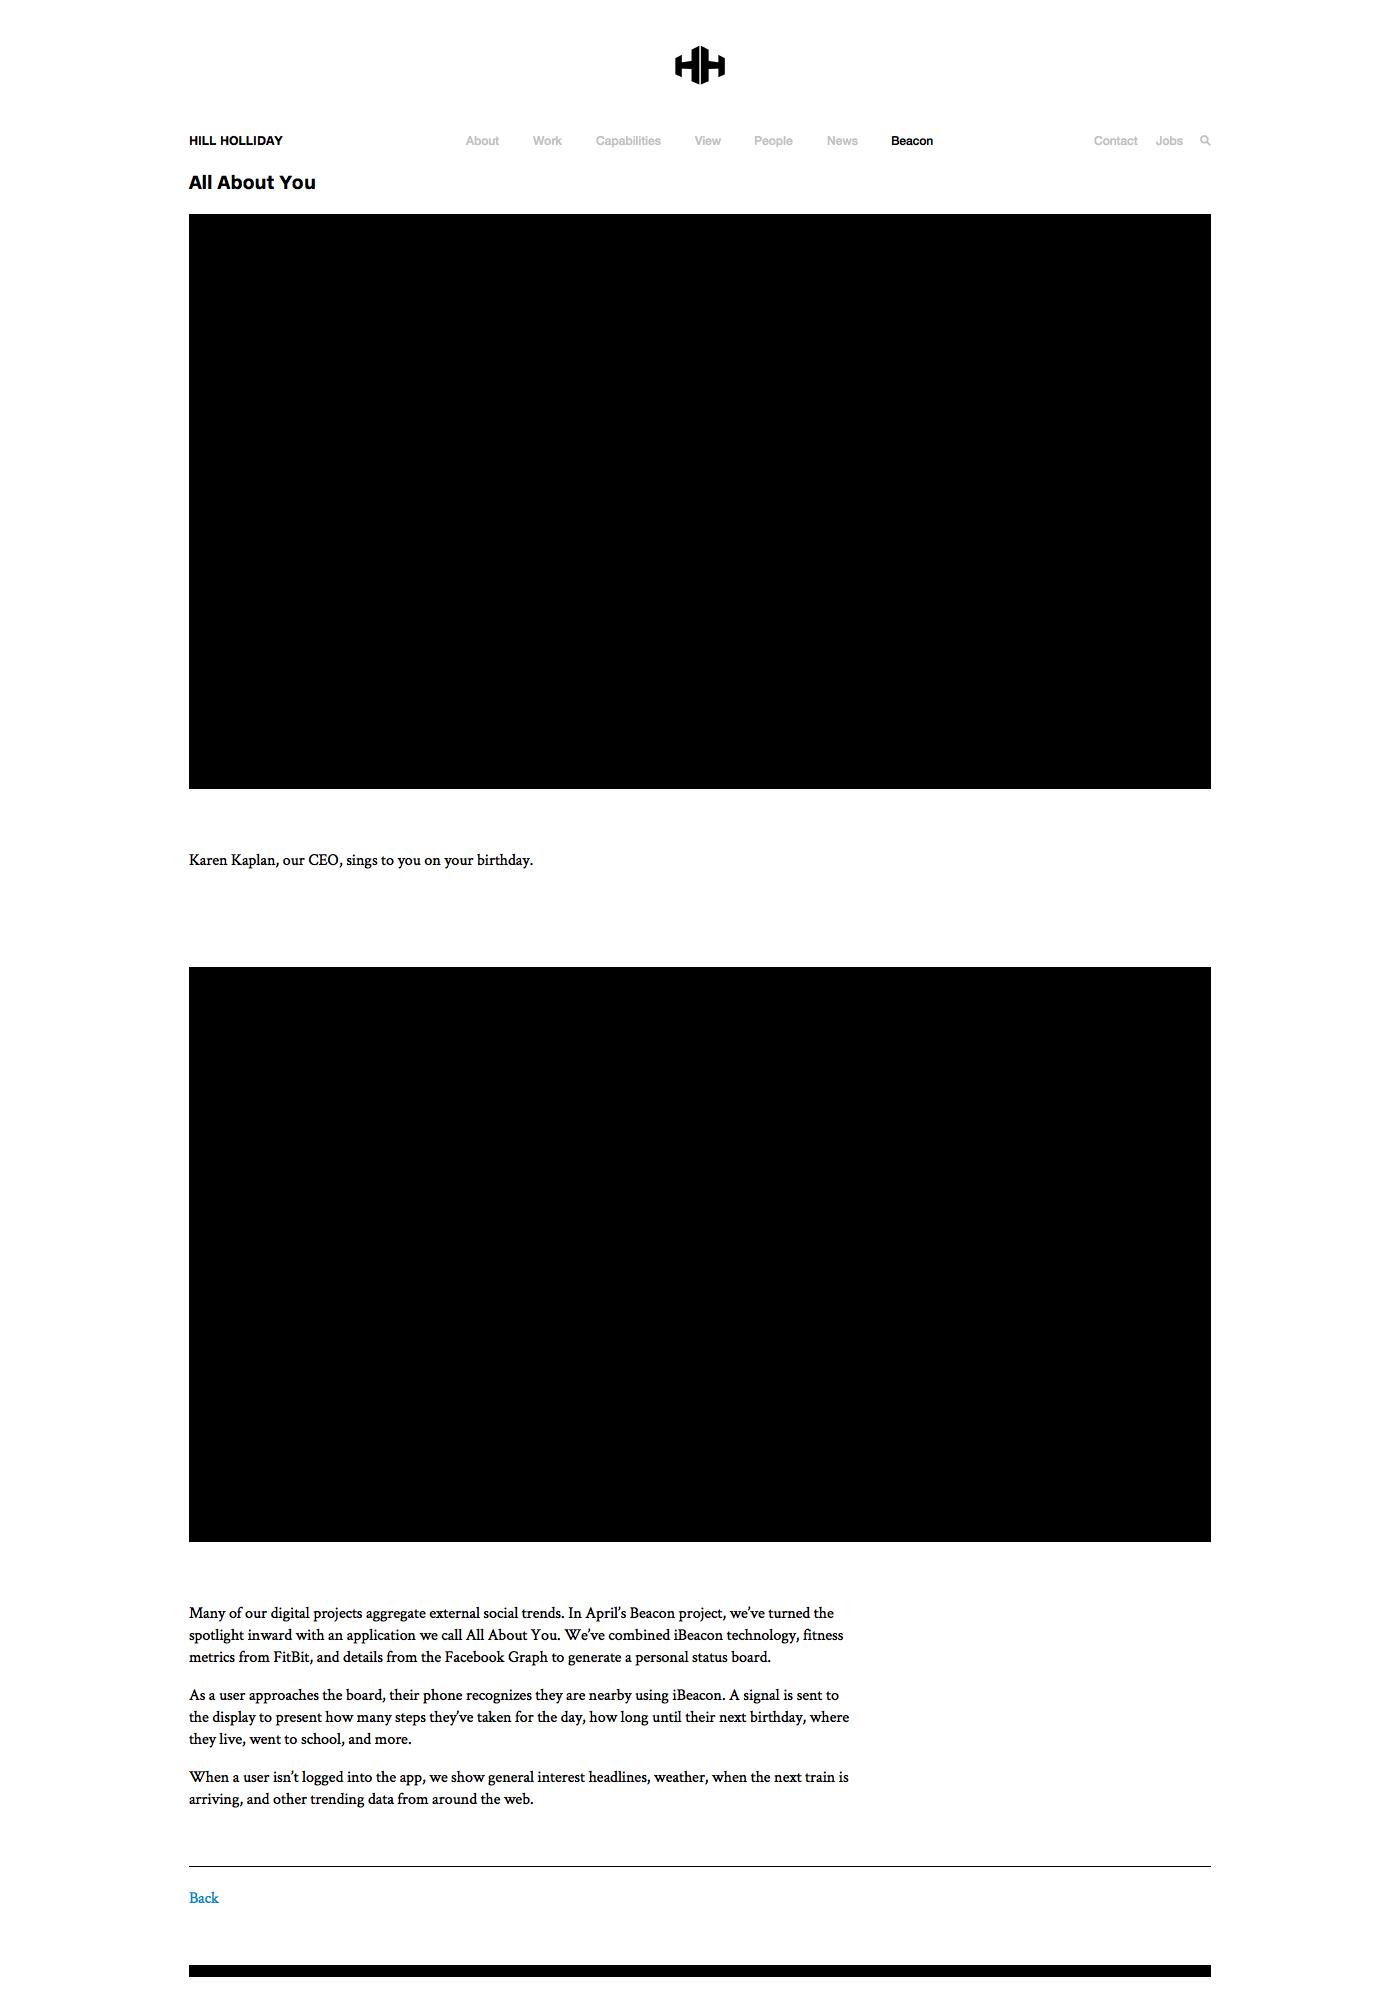 HH
HILL HOLLIDAY About Work Capabilities View People News Beacon Contact Jobs
All About You
Karen Kaplan, our CEO, sings to you on your birthday.
Many of our digital projects aggregate external social trends. In April’s Beacon project, we’ve turned the
spotlight inward with an application we call All About You. We’ve combined iBeacon technology, fitness
metrics from FitBit, and details from the Facebook Graph to generate a personal status board.
As a user approaches the board, their phone recognizes they are nearby using iBeacon. A signal is sent to
the display to present how many steps they’ve taken for the day, how long until their next birthday, where
they live, went to school, and more.
When a user isn’t logged into the app, we show general interest headlines, weather, when the next train is
arriving, and other trending data from around the web.
Back